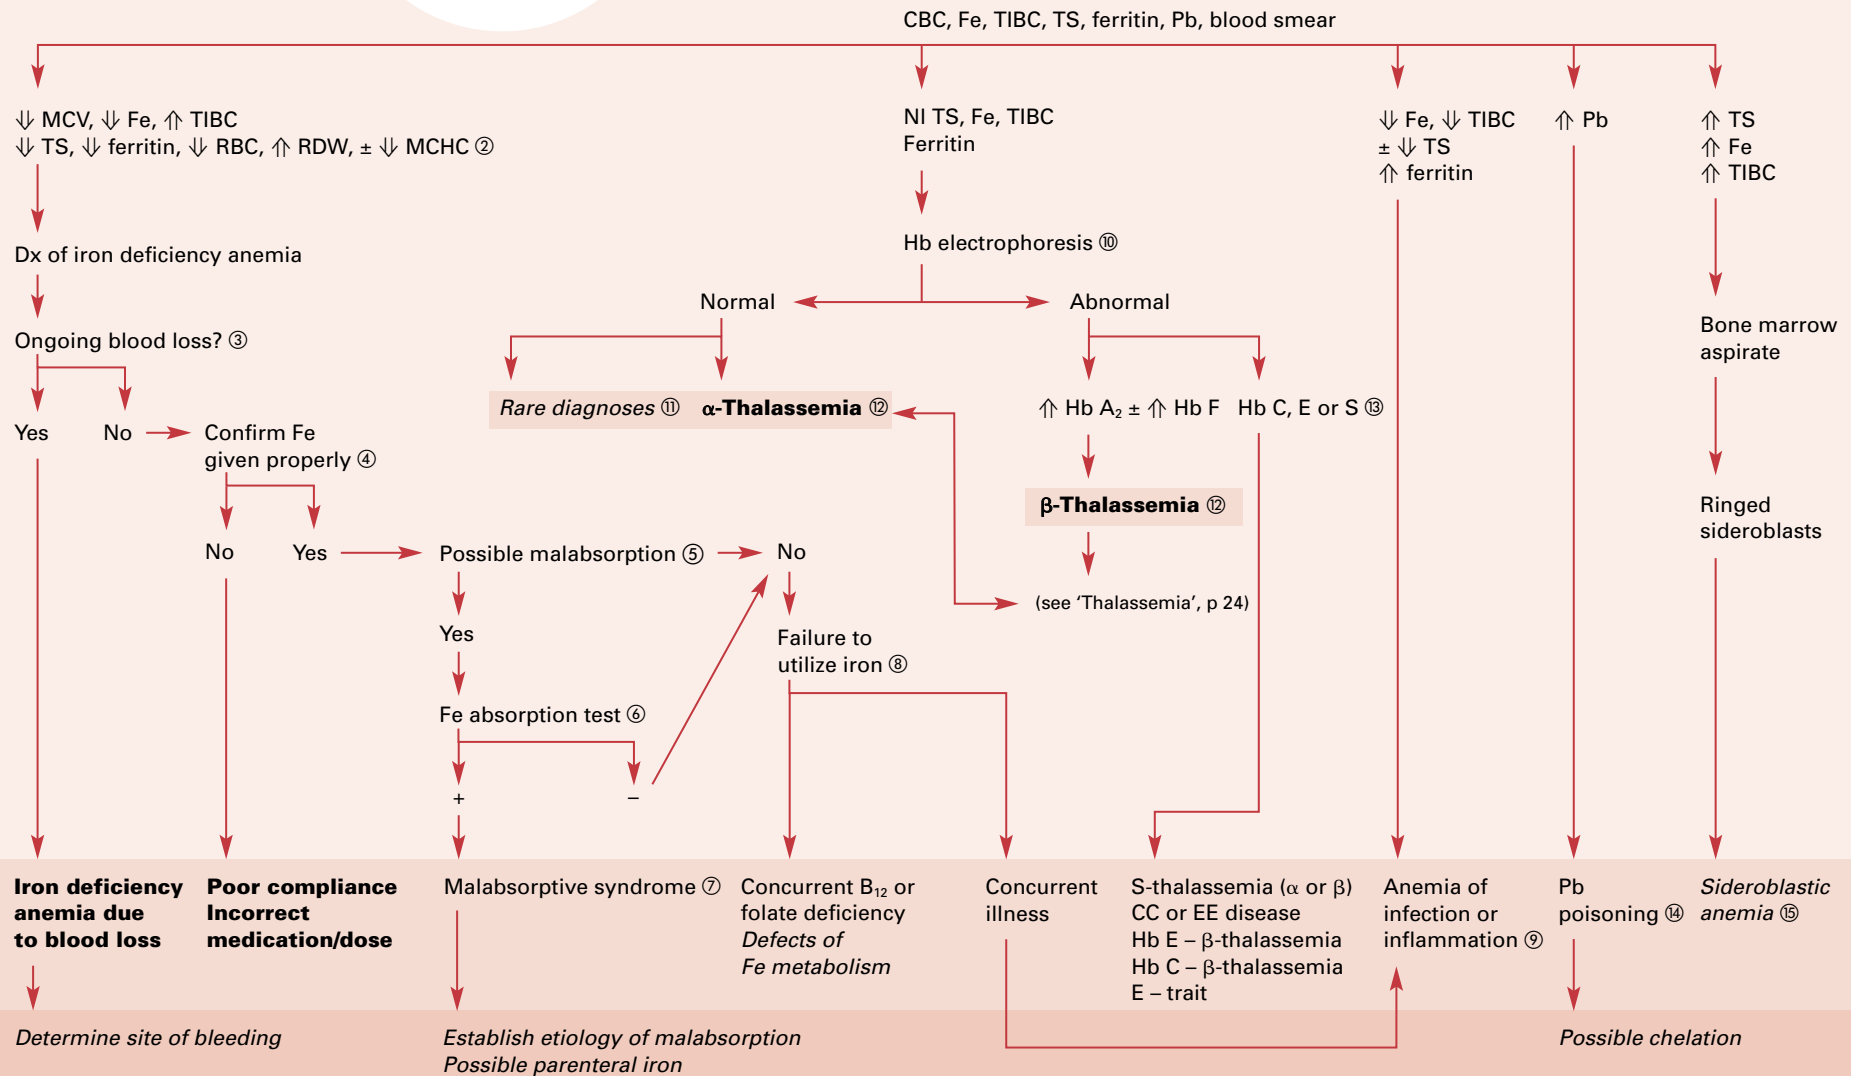 CBC, Fe, TIBC, TS, ferritin, Pb, blood smear
⇓ MCV, ⇓ Fe, ⇑ TIBC
⇓ TS, ⇓ ferritin, ⇓ RBC, ⇑ RDW, ± ⇓ MCHC ②
Nl TS, Fe, TIBC
Ferritin
⇓ Fe, ⇓ TIBC
± ⇓ TS
⇑ ferritin
⇑ Pb
⇑ TS
⇑ Fe
⇑ TIBC
Dx of iron deficiency anemia
Hb electrophoresis ⑩
Normal
Abnormal
Ongoing blood loss? ③
Bone marrow
aspirate
Rare diagnoses ⑪ α-Thalassemia ⑫
⇑ Hb A₂ ± ⇑ Hb F
Hb C, E or S ⑬
Yes
No
Confirm Fe
given properly ④
β-Thalassemia ⑫
Ringed
sideroblasts
No
Yes
Possible malabsorption ⑤
No
(see ‘Thalassemia’, p 24)
Yes
Failure to
utilize iron ⑧
Fe absorption test ⑥
+
–
Iron deficiency
anemia due
to blood loss
Poor compliance
Incorrect
medication/dose
Malabsorptive syndrome ⑦
Concurrent B₁₂ or
folate deficiency
Defects of
Fe metabolism
Concurrent
illness
S-thalassemia (α or β)
CC or EE disease
Hb E – β-thalassemia
Hb C – β-thalassemia
E – trait
Anemia of
infection or
inflammation ⑨
Pb
poisoning ⑭
Sideroblastic
anemia ⑮
Determine site of bleeding
Establish etiology of malabsorption
Possible parenteral iron
Possible chelation